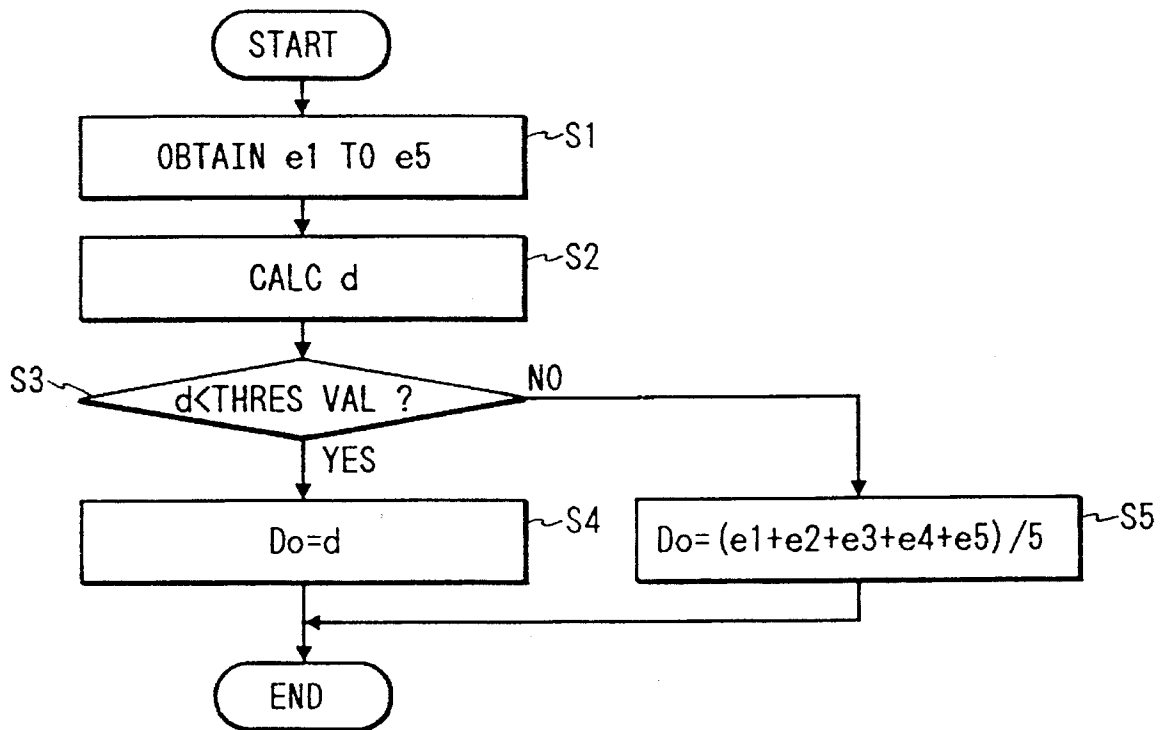 START
OBTAIN e1 TO e5
S1
CALC d
S2
S3
d<THRES VAL ?
NO
YES
Do=d
S4
Do=(e1+e2+e3+e4+e5)/5
S5
END